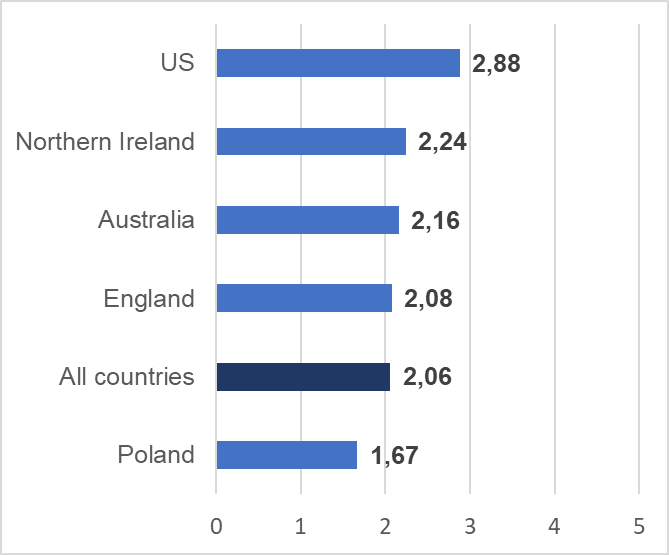 US 2,88
Northern Ireland 2,24
Australia 2,16
England 2,08
All countries 2,06
Poland 1,67
0 1 2 3 4 5